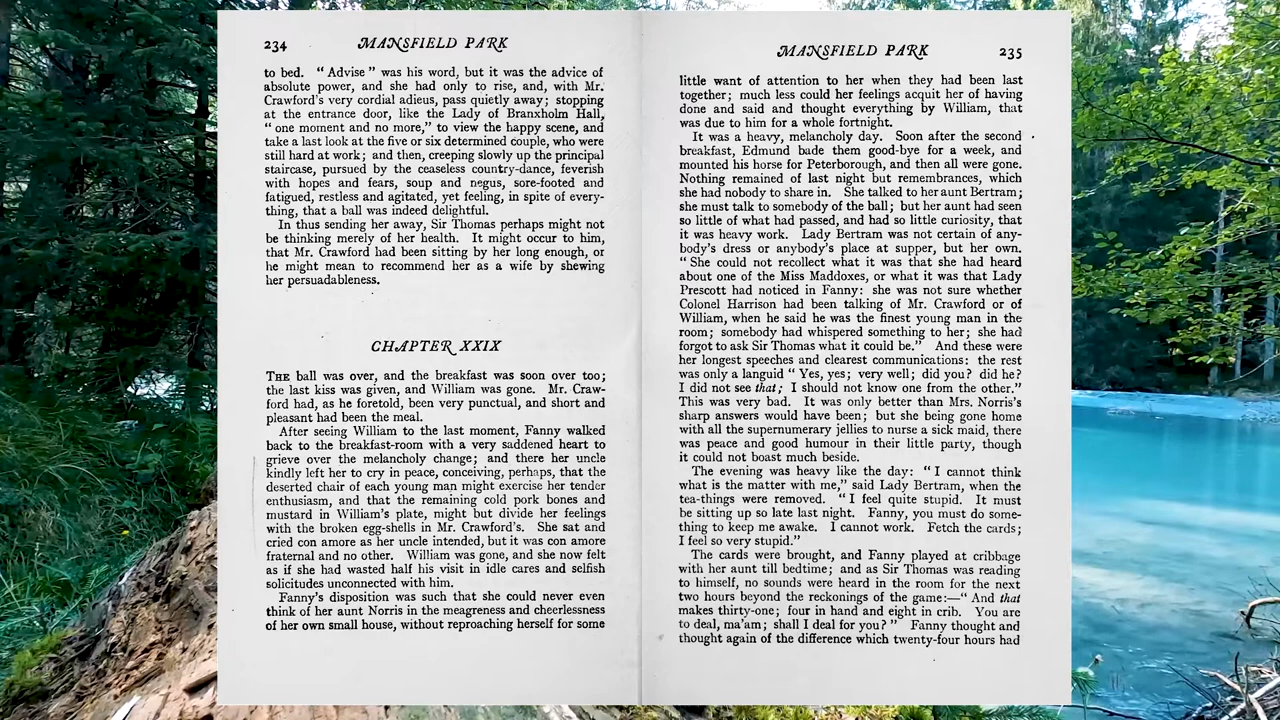 234 MANSFIELD PARK
to bed. “ Advise ” was his word, but it was the advice of
absolute power, and she had only to rise, and, with Mr.
Crawford's very cordial adieus, pass quietly away; stopping
at the entrance door, like the Lady of Branxholm Hall,
“ one moment and no more,” to view the happy scene, and
take a last look at the five or six determined couple, who were
still hard at work; and then, creeping slowly up the principal
staircase, pursued by the ceaseless country-dance, feverish
with hopes and fears, soup and negus, sore-footed and
fatigued, restless and agitated, yet feeling, in spite of every-
thing, that a ball was indeed delightful.
In thus sending her away, Sir Thomas perhaps might not
be thinking merely of her health. It might occur to him,
that Mr. Crawford had been sitting by her long enough, or
he might mean to recommend her as a wife by shewing
her persuadableness.
CHAPTER XXIX
THE ball was over, and the breakfast was soon over too;
the last kiss was given, and William was gone. Mr. Craw-
ford had, as he foretold, been very punctual, and short and
pleasant had been the meal.
After seeing William to the last moment, Fanny walked
back to the breakfast-room with a very saddened heart to
grieve over the melancholy change; and there her uncle
kindly left her to cry in peace, conceiving, perhaps, that the
deserted chair of each young man might exercise her tender
enthusiasm, and that the remaining cold pork bones and
mustard in William's plate, might but divide her feelings
with the broken egg-shells in Mr. Crawford's. She sat and
cried con amore as her uncle intended, but it was con amore
fraternal and no other. William was gone, and she now felt
as if she had wasted half his visit in idle cares and selfish
solicitudes unconnected with him.
Fanny's disposition was such that she could never even
think of her aunt Norris in the meagreness and cheerlessness
of her own small house, without reproaching herself for some
MANSFIELD PARK 235
little want of attention to her when they had been last
together; much less could her feelings acquit her of having
done and said and thought everything by William, that
was due to him for a whole fortnight.
It was a heavy, melancholy day. Soon after the second
breakfast, Edmund bade them good-bye for a week, and
mounted his horse for Peterborough, and then all were gone.
Nothing remained of last night but remembrances, which
she had nobody to share in. She talked to her aunt Bertram;
she must talk to somebody of the ball; but her aunt had seen
so little of what had passed, and had so little curiosity, that
it was heavy work. Lady Bertram was not certain of any-
body's dress or anybody's place at supper, but her own.
“ She could not recollect what it was that she had heard
about one of the Miss Maddoxes, or what it was that Lady
Prescott had noticed in Fanny: she was not sure whether
Colonel Harrison had been talking of Mr. Crawford or of
William, when he said he was the finest young man in the
room; somebody had whispered something to her; she had
forgot to ask Sir Thomas what it could be.” And these were
her longest speeches and clearest communications: the rest
was only a languid “ Yes, yes; very well; did you? did he?
I did not see that; I should not know one from the other.”
This was very bad. It was only better than Mrs. Norris's
sharp answers would have been; but she being gone home
with all the supernumerary jellies to nurse a sick maid, there
was peace and good humour in their little party, though
it could not boast much beside.
The evening was heavy like the day: “ I cannot think
what is the matter with me,” said Lady Bertram, when the
tea-things were removed. “ I feel quite stupid. It must
be sitting up so late last night. Fanny, you must do some-
thing to keep me awake. I cannot work. Fetch the cards;
I feel so very stupid.”
The cards were brought, and Fanny played at cribbage
with her aunt till bedtime; and as Sir Thomas was reading
to himself, no sounds were heard in the room for the next
two hours beyond the reckonings of the game:—“ And that
makes thirty-one; four in hand and eight in crib. You are
to deal, ma'am; shall I deal for you? ” Fanny thought and
thought again of the difference which twenty-four hours had